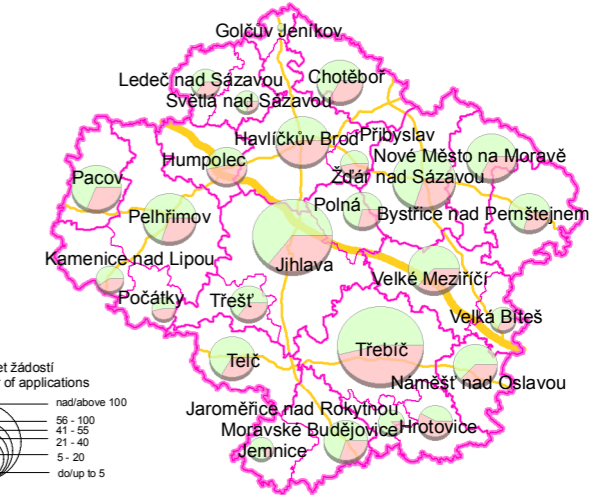 Golčův Jeníkov
Ledeč nad Sázavou
Chotěboř
Světlá nad Sázavou
Havlíčkův Brod
Přibyslav
Humpolec
Nové Město na Moravě
Pacov
Žďár nad Sázavou
Pelhřimov
Polná
Bystřice nad Pernštejnem
Kamenice nad Lipou
Jihlava
Velké Meziříčí
Počátky
Třešť
Velká Bíteš
Třebíč
Telč
Náměšť nad Oslavou
Jaroměřice nad Rokytnou
Moravské Budějovice
Hrotovice
Jemnice
et žádostí
of applications
nad/above 100
56 - 100
41 - 55
21 - 40
5 - 20
do/up to 5